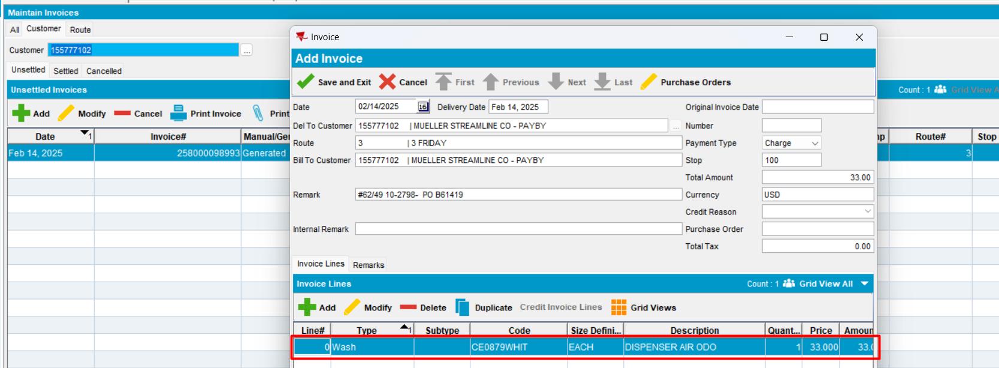 Maintain Invoices
All Customer Route
Customer 155777102 ...
Unsettled Settled Cancelled
Unsettled Invoices
Count : 1 Grid View A
Add Modify Cancel Print Invoice Print
Date 1 Invoice# Manual/Ger
Route# Stop
Feb 14, 2025 258000098993 Generated
3
Invoice
Add Invoice
Save and Exit Cancel First Previous Next Last Purchase Orders
Date 02/14/2025 16 Delivery Date Feb 14, 2025 Original Invoice Date
Del To Customer 155777102 | MUELLER STREAMLINE CO - PAYBY ... Number
Route 3 | 3 FRIDAY Payment Type Charge
Bill To Customer 155777102 | MUELLER STREAMLINE CO - PAYBY Stop 100
Total Amount 33.00
Remark #62/49 10-2798- PO B61419 Currency USD
Credit Reason
Internal Remark Purchase Order
Total Tax 0.00
Invoice Lines Remarks
Invoice Lines Count : 1 Grid View All
Add Modify Delete Duplicate Credit Invoice Lines Grid Views
Line# Type 1 Subtype Code Size Defini... Description Quant... Price Amoun
0 Wash CE0879WHIT EACH DISPENSER AIR ODO 1 33.000 33.0